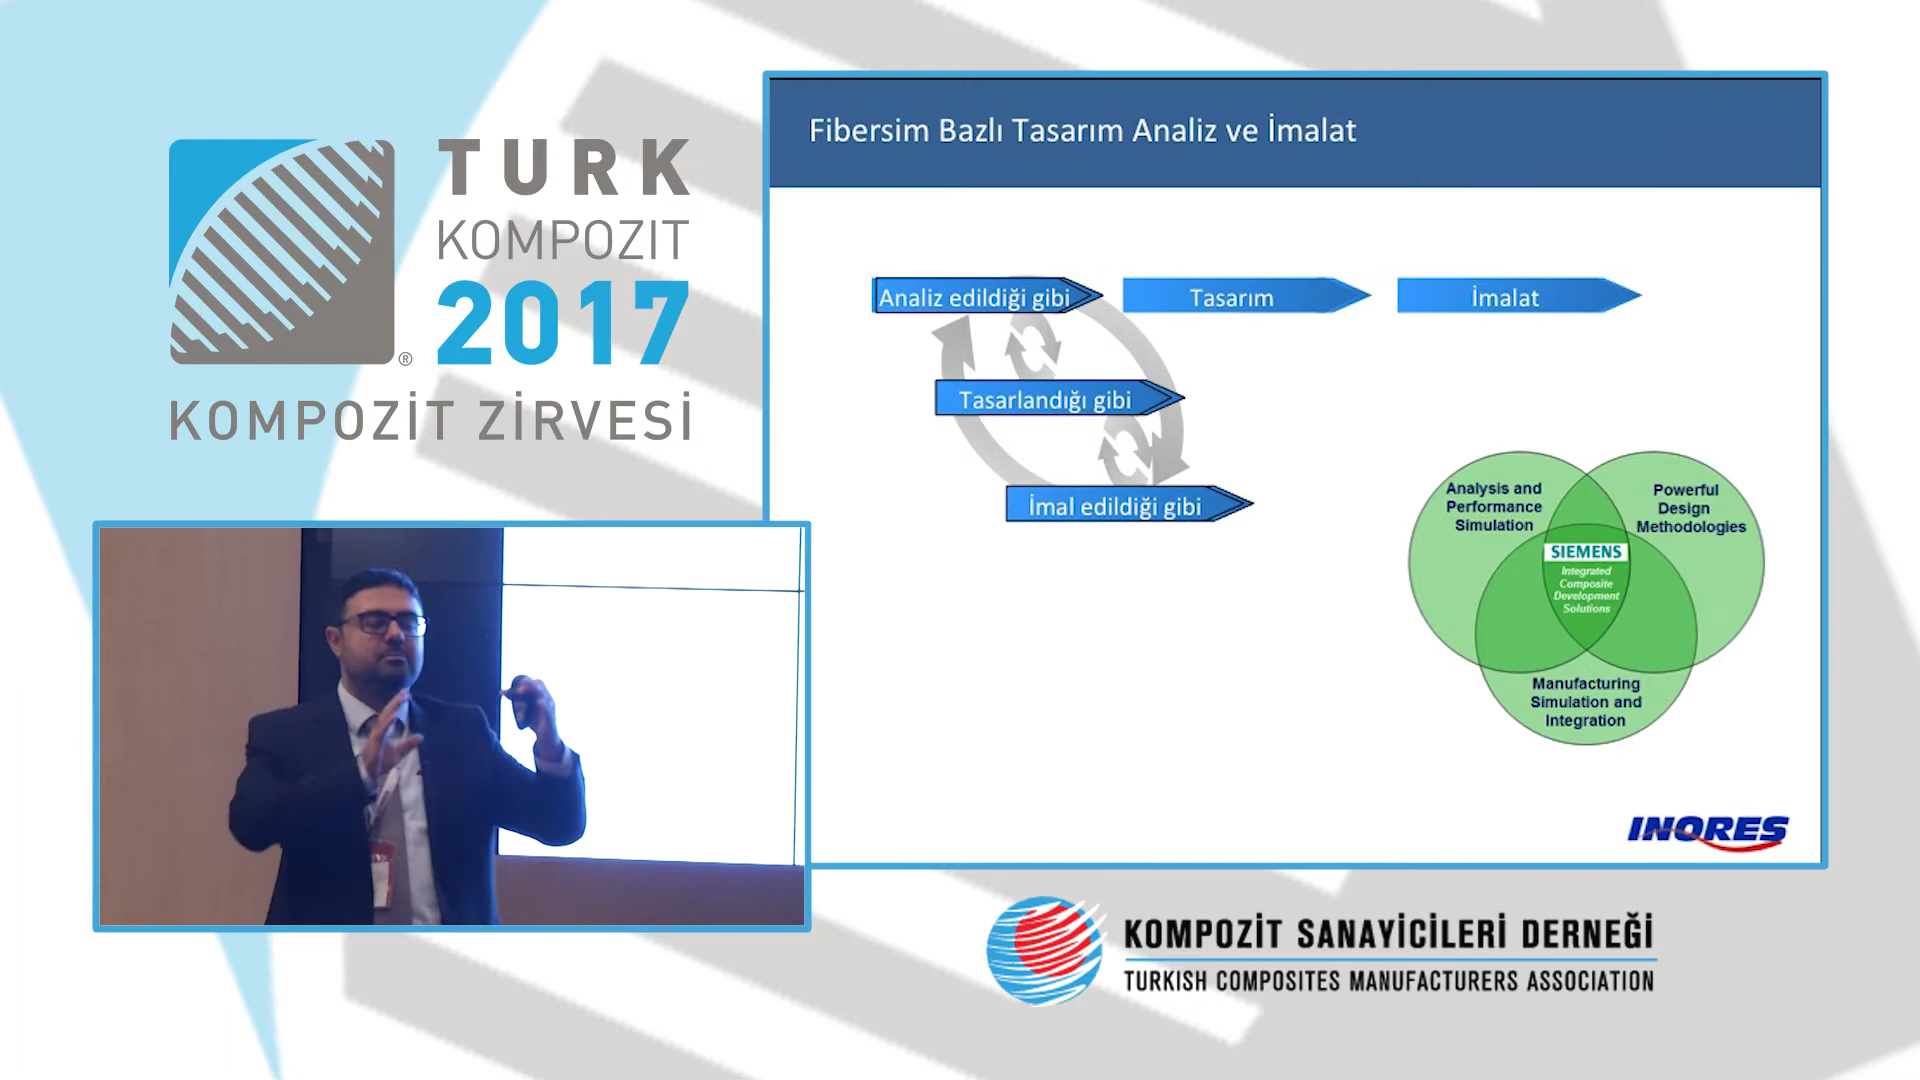 TURK
KOMPOZIT
2017
®
KOMPOZİT ZİRVESİ
Fibersim Bazlı Tasarım Analiz ve İmalat
Analiz edildiği gibi
Tasarım
İmalat
Tasarlandığı gibi
İmal edildiği gibi
Analysis and
Performance
Simulation
Powerful
Design
Methodologies
SIEMENS
Integrated
Composite
Development
Solutions
Manufacturing
Simulation and
Integration
INORES
KOMPOZİT SANAYİCİLERİ DERNEĞİ
TURKISH COMPOSITES MANUFACTURERS ASSOCIATION